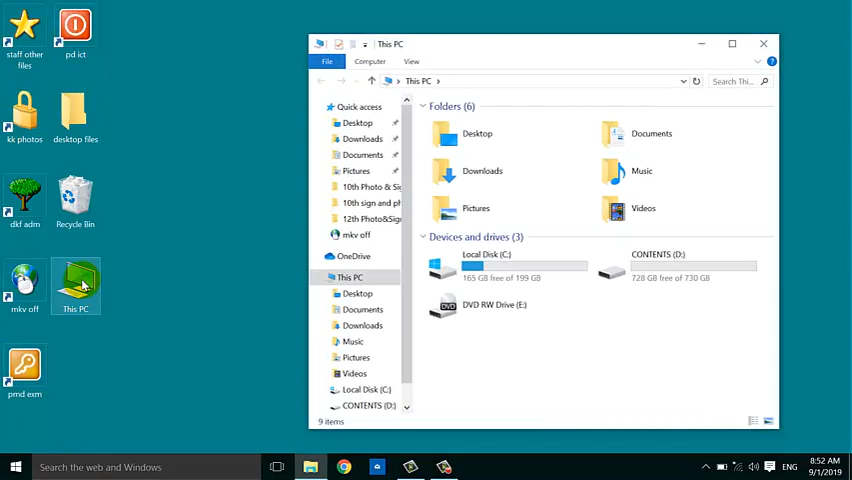 staff other
files
pd ict
kk photos
desktop files
dkf adm
Recycle Bin
mkv off
This PC
pmd exm
This PC
File
Computer
View
This PC
Search Thi...
Quick access
Desktop
Downloads
Documents
Pictures
10th Photo & Sig
10th sign and ph
12th Photo&Sign
mkv off
OneDrive
This PC
Desktop
Documents
Downloads
Music
Pictures
Videos
Local Disk (C:)
CONTENTS (D:)
Folders (6)
Desktop
Documents
Downloads
Music
Pictures
Videos
Devices and drives (3)
Local Disk (C:)
165 GB free of 199 GB
CONTENTS (D:)
728 GB free of 730 GB
DVD
DVD RW Drive (E:)
9 items
Search the web and Windows
ENG
8:52 AM
9/1/2019